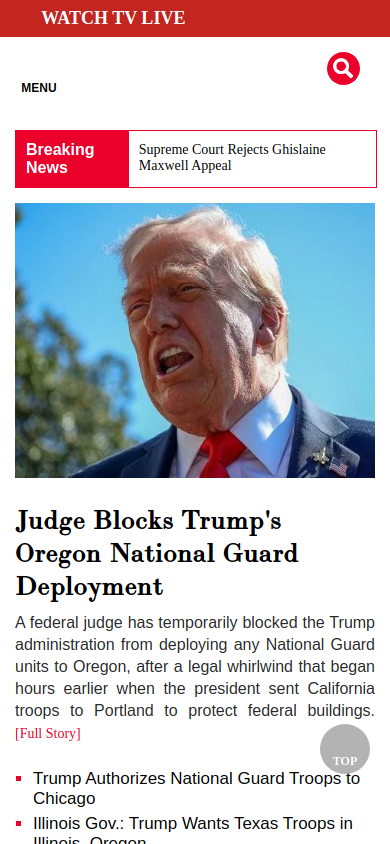 WATCH TV LIVE
MENU
Breaking
News
Supreme Court Rejects Ghislaine
Maxwell Appeal
Judge Blocks Trump's
Oregon National Guard
Deployment
A federal judge has temporarily blocked the Trump
administration from deploying any National Guard
units to Oregon, after a legal whirlwind that began
hours earlier when the president sent California
troops to Portland to protect federal buildings.
[Full Story]
TOP
Trump Authorizes National Guard Troops to
Chicago
Illinois Gov.: Trump Wants Texas Troops in
Illinois, Oregon